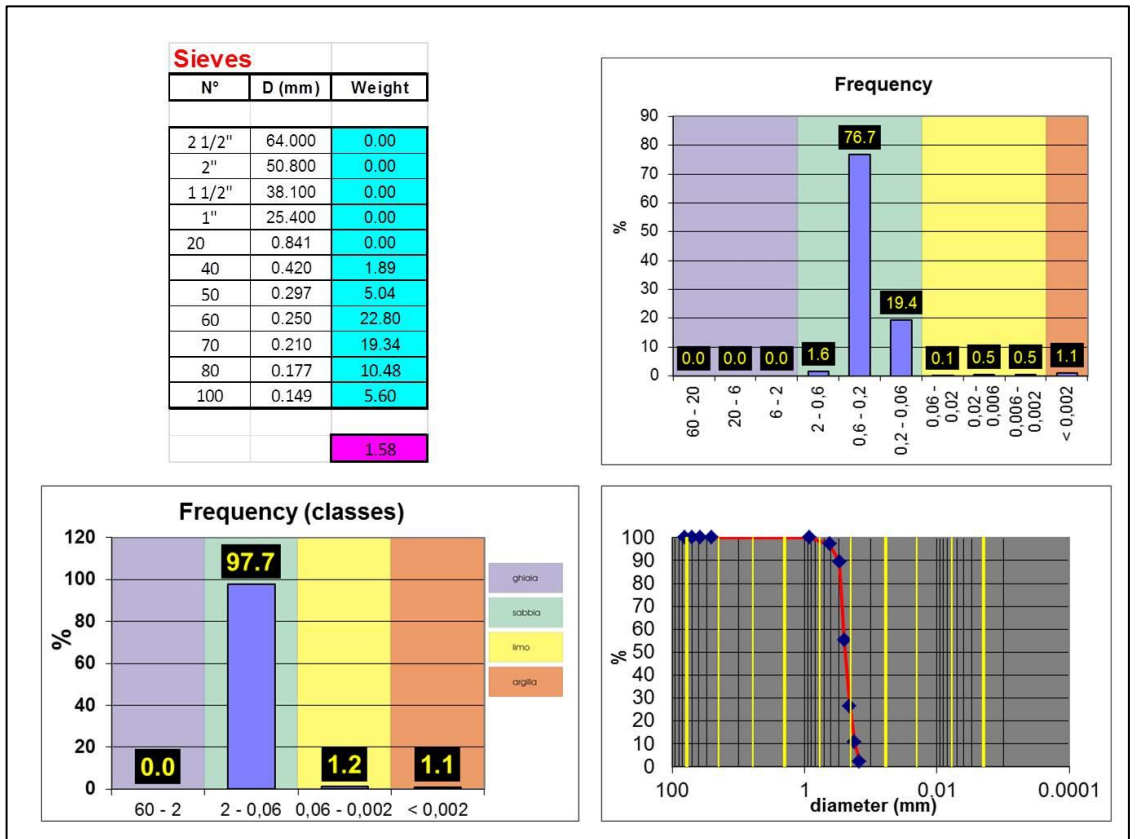 Sieves
N° D (mm) Weight
2 1/2" 64.000 0.00
2" 50.800 0.00
1 1/2" 38.100 0.00
1" 25.400 0.00
20 0.841 0.00
40 0.420 1.89
50 0.297 5.04
60 0.250 22.80
70 0.210 19.34
80 0.177 10.48
100 0.149 5.60
1.58
Frequency
%
90
80
70
60
50
40
30
20
10
0
0.0 0.0 0.0 1.6 76.7 19.4 0.1 0.5 0.5 1.1
60 - 20
20 - 6
6 - 2
2 - 0,6
0,6 - 0,2
0,2 - 0,06
0,06 -
0,02
0,02 -
0,006
0,006 -
0,002
< 0,002
Frequency (classes)
%
120
100
80
60
40
20
0
0.0 97.7 1.2 1.1
60 - 2 2 - 0,06 0,06 - 0,002 < 0,002
ghiaia
sabbia
limo
argilla
%
100
90
80
70
60
50
40
30
20
10
0
100 1 0,01 0.0001
diameter (mm)